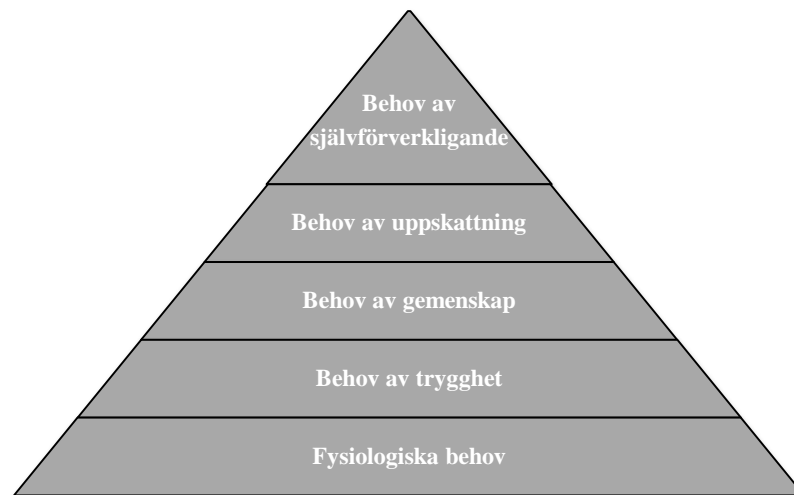 Behov av
självförverkligande
Behov av uppskattning
Behov av gemenskap
Behov av trygghet
Fysiologiska behov